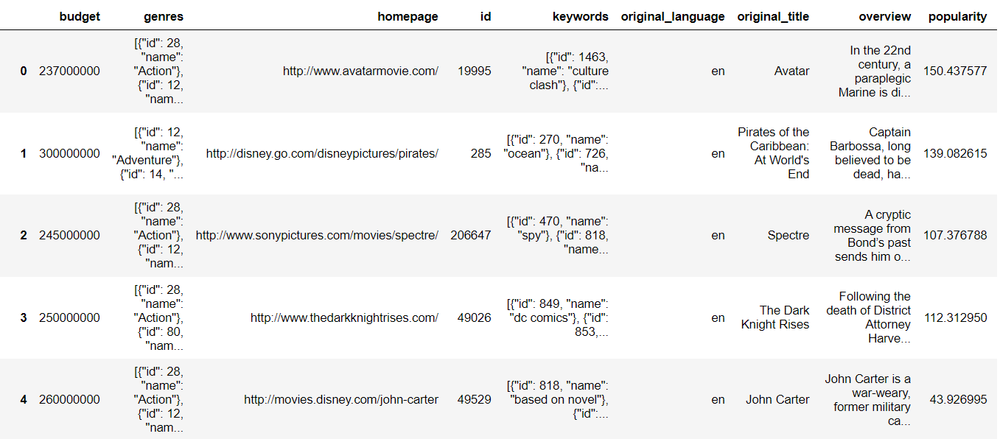 budget genres homepage id keywords original_language original_title overview popularity
[{"id": 28,
"name":
"Action"},
{"id": 12,
"nam...
[{"id": 1463,
"name": "culture
clash"}, {"id":...
In the 22nd
century, a
paraplegic
Marine is di...
0 237000000 http://www.avatarmovie.com/ 19995 en Avatar 150.437577
[{"id": 12,
"name":
"Adventure"},
{"id": 14, "...
[{"id": 270, "name":
"ocean"}, {"id": 726,
"na...
Pirates of the
Caribbean:
At World's
End
Captain
Barbossa, long
believed to be
dead, ha...
1 300000000 http://disney.go.com/disneypictures/pirates/ 285 en 139.082615
[{"id": 28,
"name":
"Action"},
{"id": 12,
"nam...
[{"id": 470, "name":
"spy"}, {"id": 818,
"name...
A cryptic
message from
Bond’s past
sends him o...
2 245000000 http://www.sonypictures.com/movies/spectre/ 206647 en Spectre 107.376788
[{"id": 28,
"name":
"Action"},
{"id": 80,
"nam...
[{"id": 849, "name":
"dc comics"}, {"id":
853,...
The Dark
Knight Rises
Following the
death of District
Attorney
Harve...
3 250000000 http://www.thedarkknightrises.com/ 49026 en 112.312950
[{"id": 28,
"name":
"Action"},
{"id": 12,
"nam...
[{"id": 818, "name":
"based on novel"},
{"id":...
John Carter is a
war-weary,
former military
ca...
4 260000000 http://movies.disney.com/john-carter 49529 en John Carter 43.926995